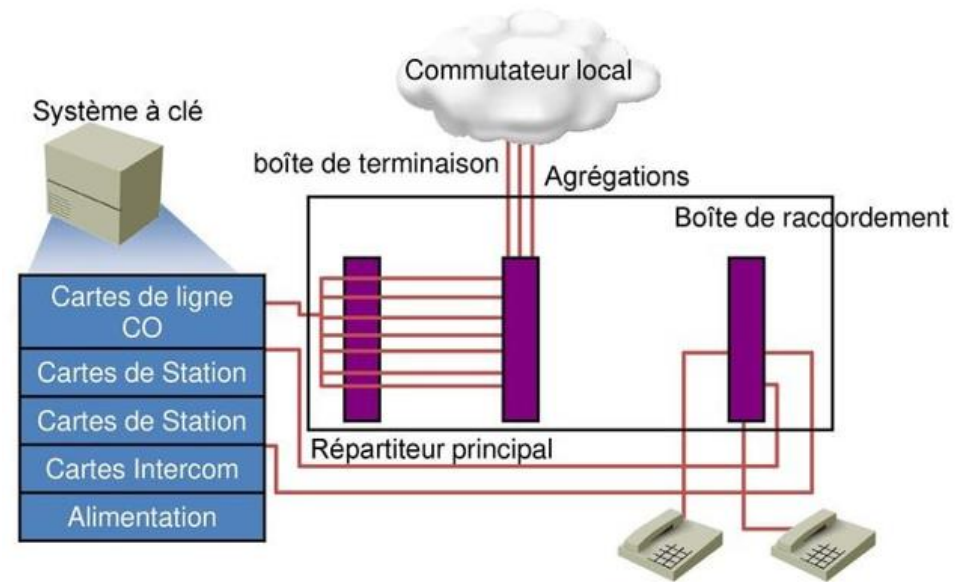 Commutateur local
Système à clé
boîte de terminaison
Agrégations
Boîte de raccordement
Cartes de ligne
CO
Cartes de Station
Cartes de Station
Cartes Intercom
Alimentation
Répartiteur principal